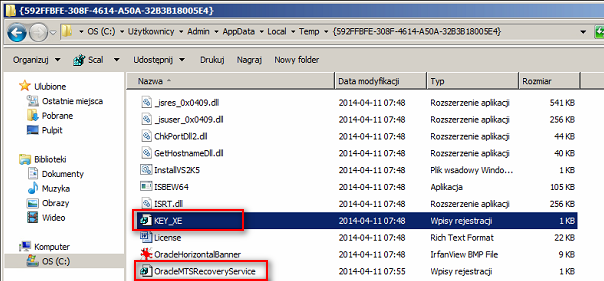 {592FFBFE-308F-4614-A50A-32B3B18005E4}
OS (C:) Użytkownicy Admin AppData Local Temp {592FFBFE-308F-4614-A50A-32B3B18005E4}
Organizuj Scal Udostępnij Drukuj Nagraj Nowy folder
Ulubione
Ostatnie miejsca
Pobrane
Pulpit
Biblioteki
Dokumenty
Muzyka
Obrazy
Wideo
Komputer
OS (C:)
Nazwa Data modyfikacji Typ Rozmiar
_isres_0x0409.dll 2014-04-11 07:48 Rozszerzenie aplikacji 541 KB
_isuser_0x0409.dll 2014-04-11 07:48 Rozszerzenie aplikacji 256 KB
ChkPortDll2.dll 2014-04-11 07:48 Rozszerzenie aplikacji 44 KB
GetHostnameDll.dll 2014-04-11 07:48 Rozszerzenie aplikacji 40 KB
InstallVS2K5 2014-04-11 07:48 Plik wsadowy Windo... 1 KB
ISBEW64 2014-04-11 07:48 Aplikacja 105 KB
ISRT.dll 2014-04-11 07:48 Rozszerzenie aplikacji 256 KB
KEY_XE 2014-04-11 07:48 Wpisy rejestracji 1 KB
License 2014-04-11 07:48 Rich Text Format 22 KB
OracleHorizontalBanner 2014-04-11 07:48 IrfanView BMP File 9 KB
OracleMTSRecoveryService 2014-04-11 07:55 Wpisy rejestracji 1 KB